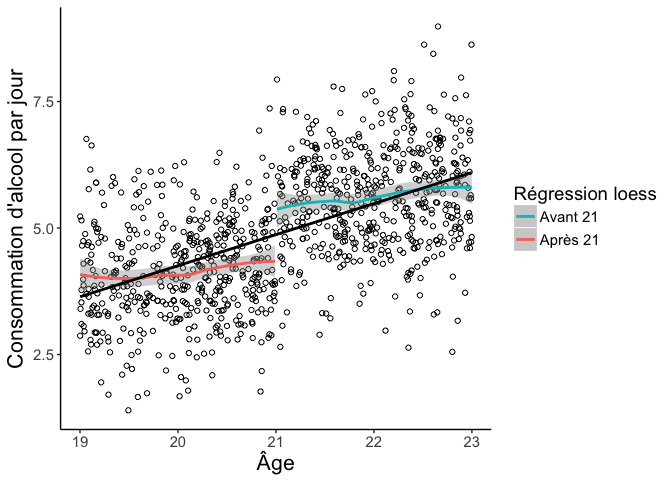 Consommation d'alcool par jour
7.5
5.0
2.5
19
20
21
22
23
Âge
Régression loess
Avant 21
Après 21